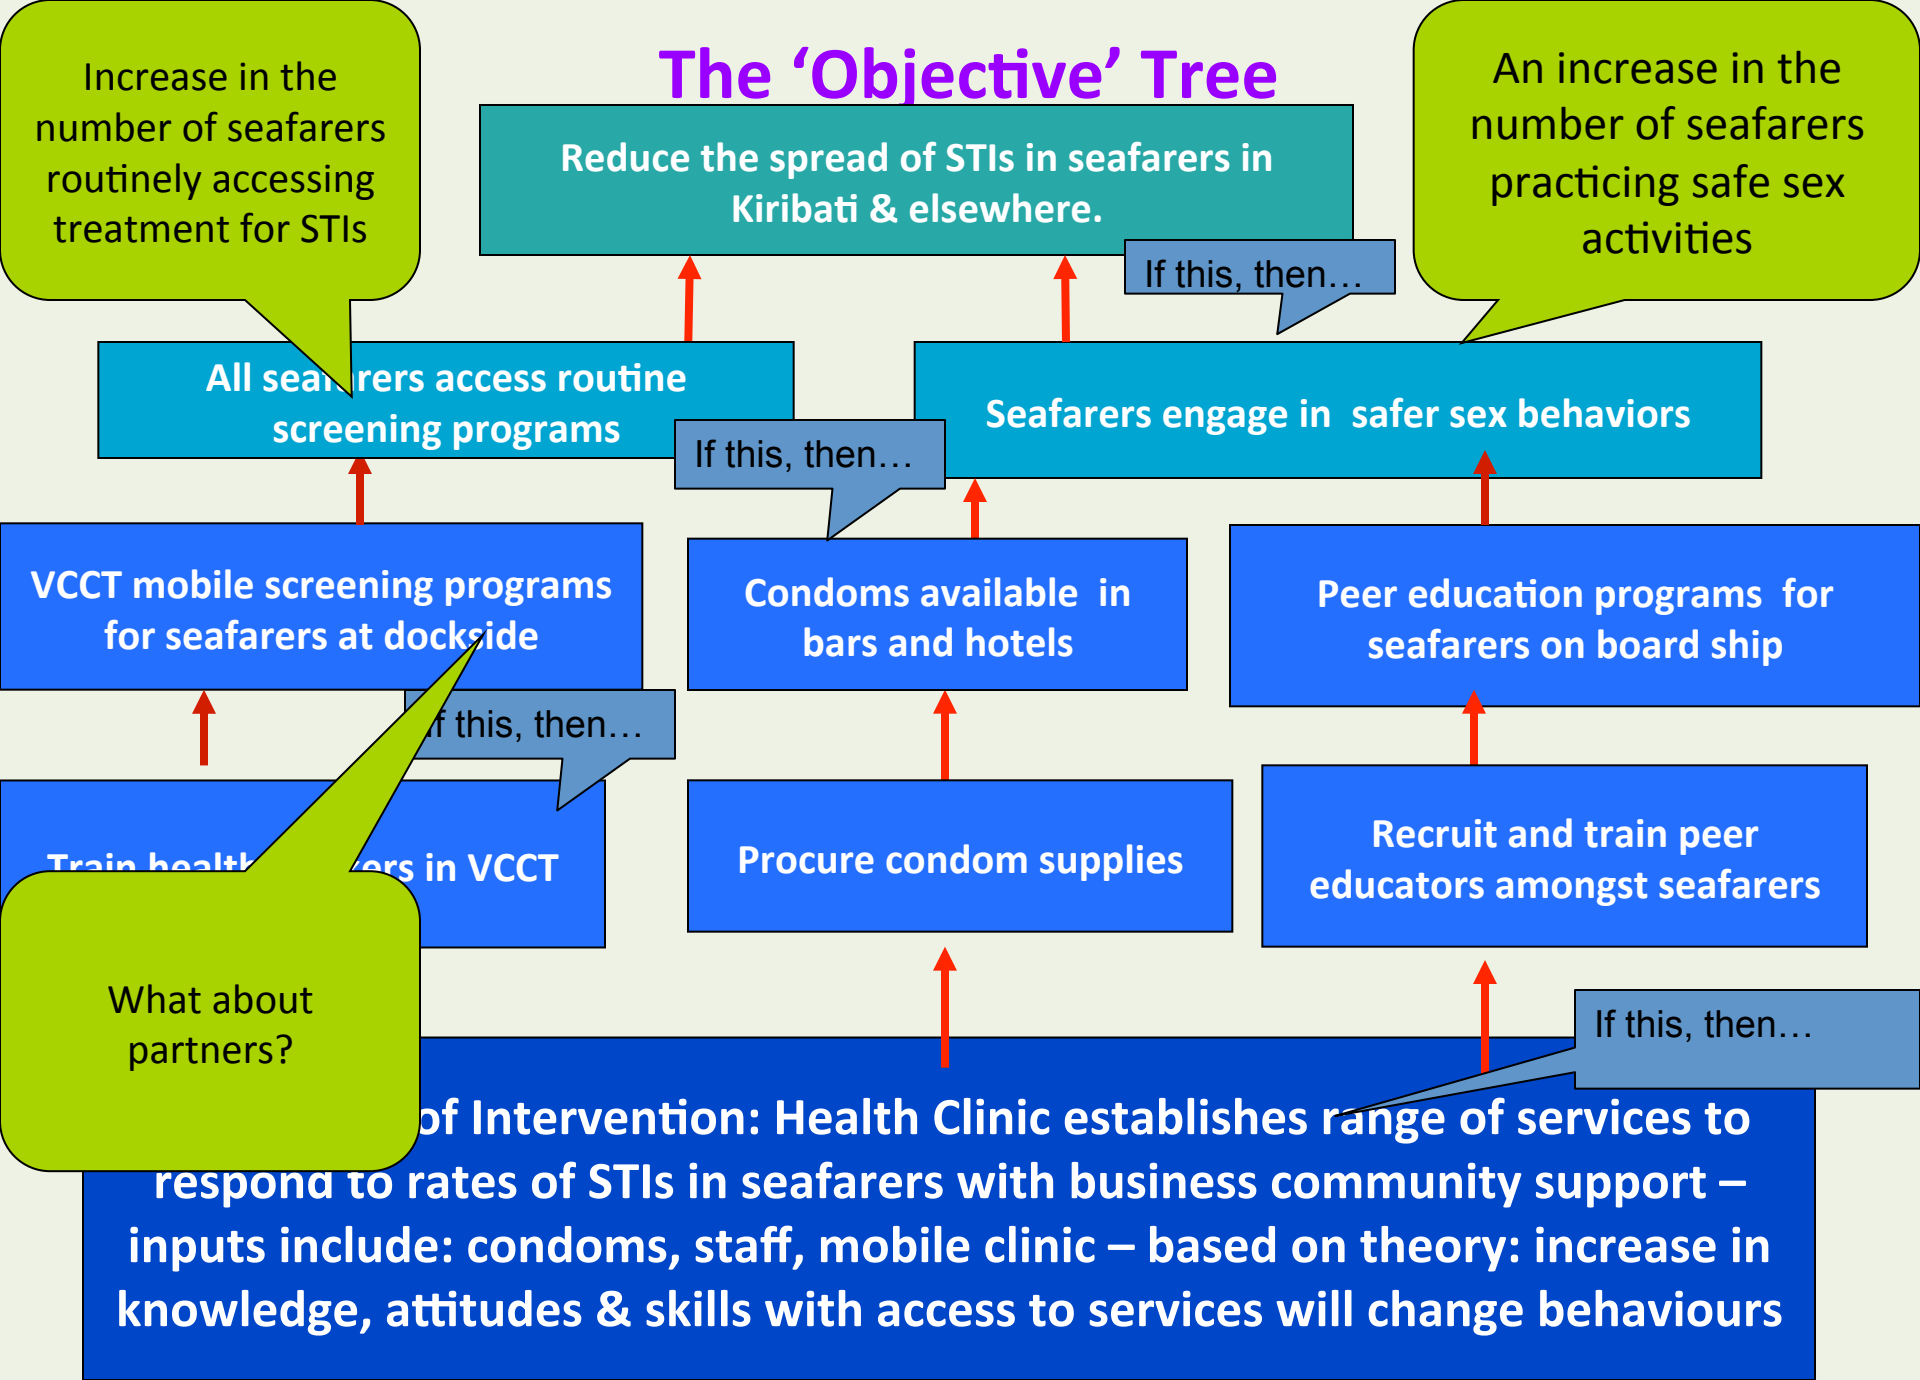 The ‘Objective’ Tree
Increase in the
number of seafarers
routinely accessing
treatment for STIs
An increase in the
number of seafarers
practicing safe sex
activities
Reduce the spread of STIs in seafarers in
Kiribati & elsewhere.
If this, then…
All seafarers access routine
screening programs
If this, then…
Seafarers engage in  safer sex behaviors
VCCT mobile screening programs
for seafarers at dockside
Condoms available  in
bars and hotels
Peer education programs  for
seafarers on board ship
If this, then…
Train health
in VCCT
Procure condom supplies
Recruit and train peer
educators amongst seafarers
What about
partners?
If this, then…
of Intervention: Health Clinic establishes range of services to
respond to rates of STIs in seafarers with business community support –
inputs include: condoms, staff, mobile clinic – based on theory: increase in
knowledge, attitudes & skills with access to services will change behaviours